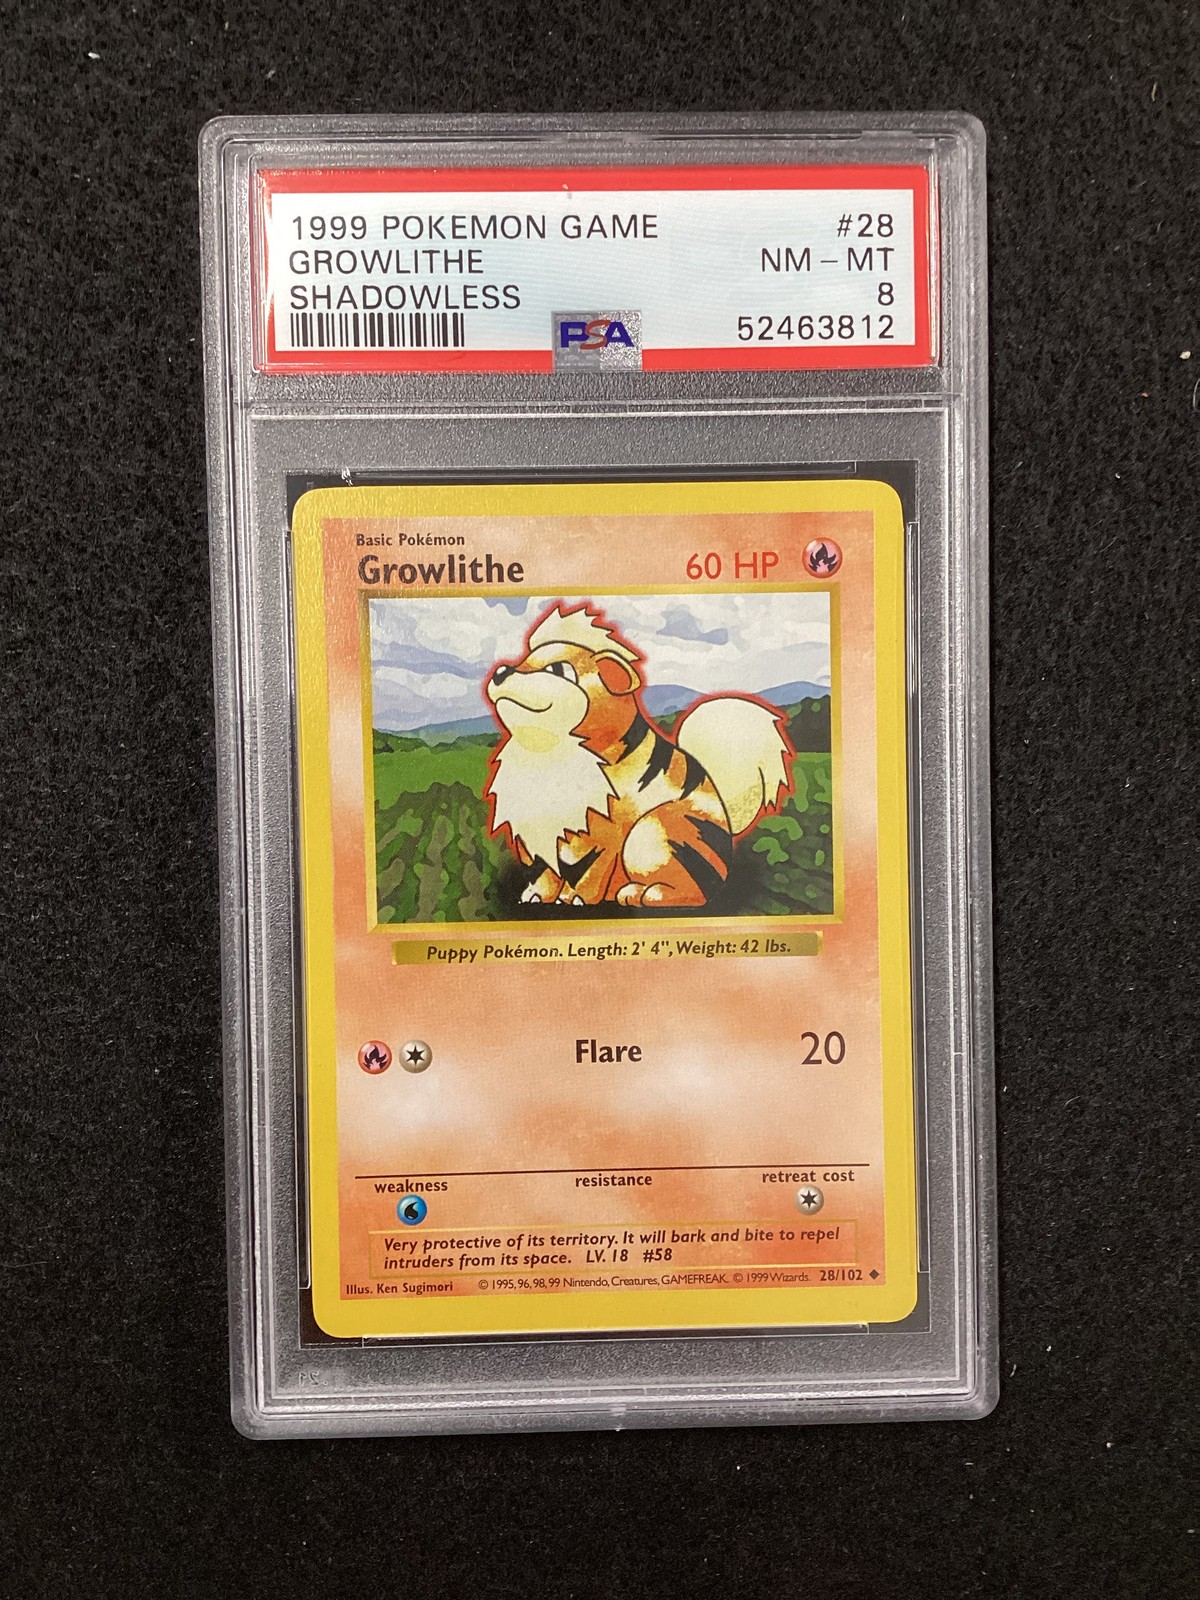 1999 POKEMON GAME #28
GROWLITHE NM - MT
SHADOWLESS 8
PSA 52463812
Basic Pokémon
Growlithe 60 HP
Puppy Pokémon. Length: 2' 4", Weight: 42 lbs.
Flare 20
weakness resistance retreat cost
Very protective of its territory. It will bark and bite to repel
intruders from its space. LV. 18 #58
Illus. Ken Sugimori © 1995, 96, 98, 99 Nintendo, Creatures, GAMEFREAK. © 1999 Wizards. 28/102